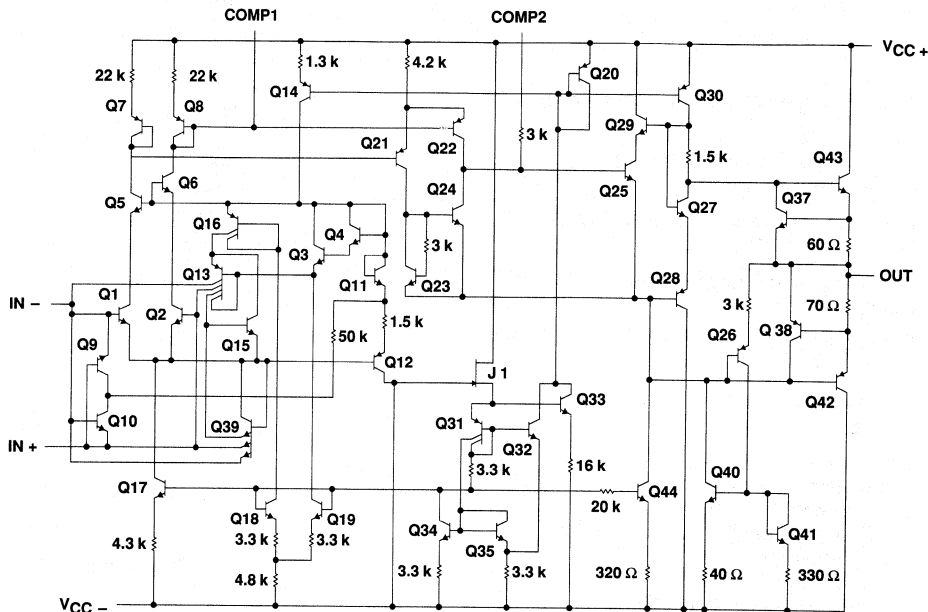 COMP1
COMP2
VCC +
1.3 k
4.2 k
22 k
22 k
Q14
Q20
Q7
Q8
Q30
Q29
Q21
Q22
3 k
1.5 k
Q43
Q6
Q25
Q37
Q5
Q24
Q27
Q16
Q4
Q3
60 Ω
3 k
Q13
Q11
Q23
Q28
OUT
IN −
Q1
Q2
3 k
70 Ω
1.5 k
Q15
50 k
Q26
Q 38
Q9
Q12
J 1
Q42
Q10
Q39
Q31
Q33
Q32
IN +
3.3 k
16 k
Q40
Q17
Q44
Q18
Q19
20 k
Q34
Q41
Q35
4.3 k
3.3 k
3.3 k
4.8 k
3.3 k
3.3 k
320 Ω
40 Ω
330 Ω
VCC −